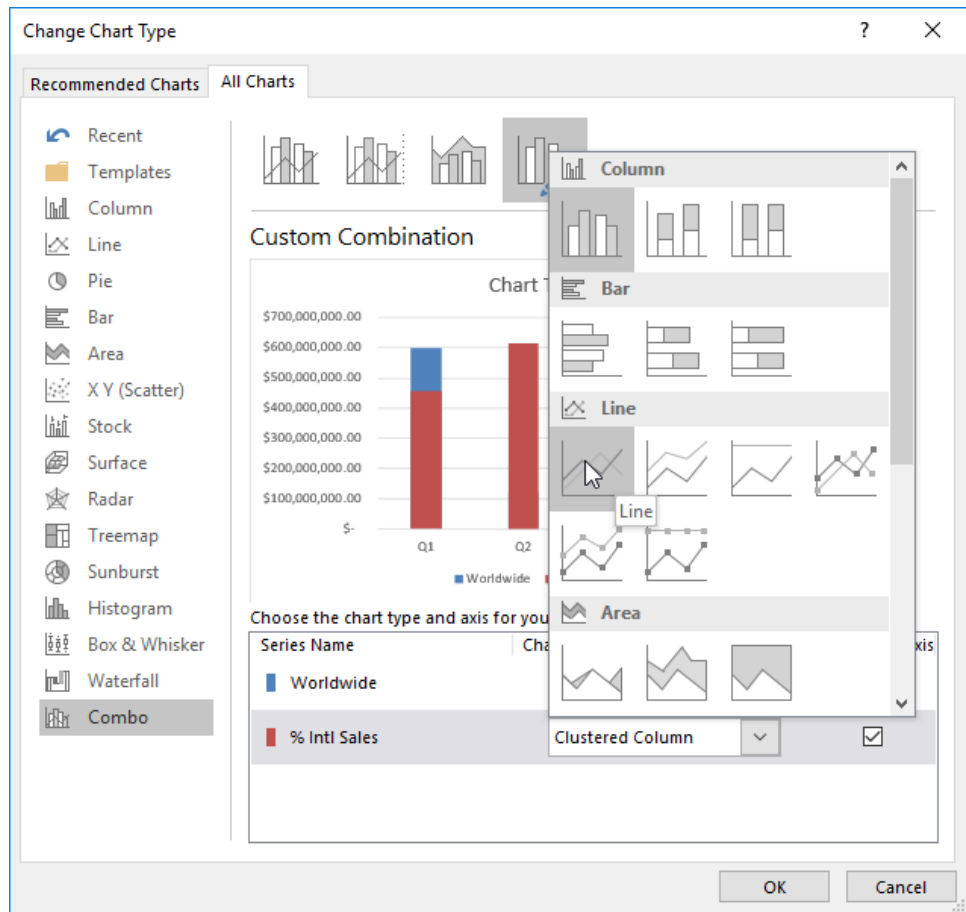 Change Chart Type
?
Recommended Charts
All Charts
Recent
Templates
Column
Line
Pie
Bar
Area
X Y (Scatter)
Stock
Surface
Radar
Treemap
Sunburst
Histogram
Box & Whisker
Waterfall
Combo
Custom Combination
Chart
$700,000,000.00
$600,000,000.00
$500,000,000.00
$400,000,000.00
$300,000,000.00
$200,000,000.00
$100,000,000.00
$-
Q1 Q2
Worldwide
Choose the chart type and axis for you
Series Name
Worldwide
% Intl Sales
Clustered Column
Column
Bar
Line
Line
Area
OK
Cancel